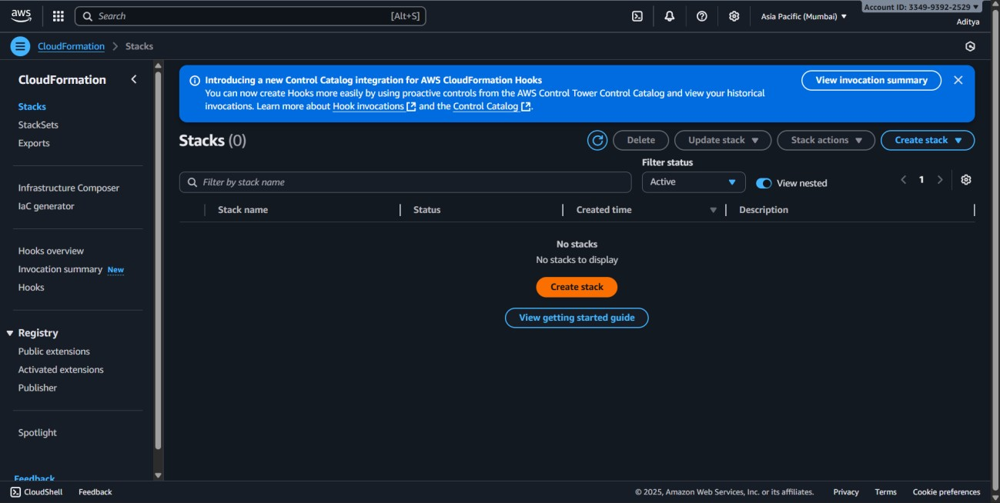 aws
Search [Alt+S]
Asia Pacific (Mumbai)
Account ID: 3349-9392-2529
Aditya
CloudFormation
Stacks
CloudFormation
Stacks
StackSets
Exports
Infrastructure Composer
IaC generator
Hooks overview
Invocation summary New
Hooks
Registry
Public extensions
Activated extensions
Publisher
Spotlight
Feedback
Introducing a new Control Catalog integration for AWS CloudFormation Hooks
You can now create Hooks more easily by using proactive controls from the AWS Control Tower Control Catalog and view your historical
invocations. Learn more about Hook invocations and the Control Catalog.
View invocation summary
Stacks (0)
Delete
Update stack
Stack actions
Create stack
Filter status
Filter by stack name
Active
View nested
1
Stack name
Status
Created time
Description
No stacks
No stacks to display
Create stack
View getting started guide
CloudShell
Feedback
© 2025, Amazon Web Services, Inc. or its affiliates.
Privacy
Terms
Cookie preferences